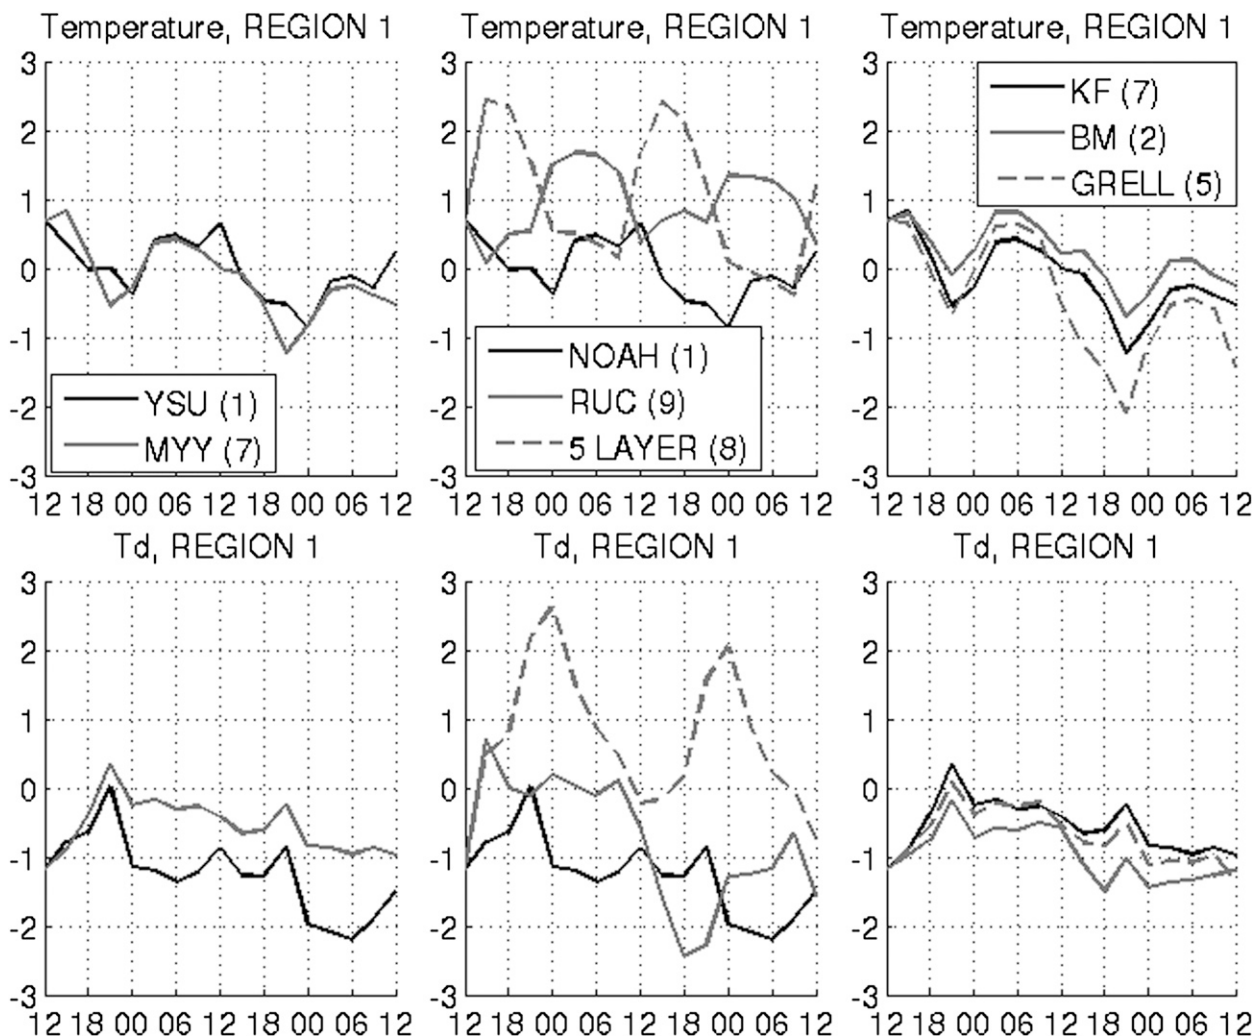 Temperature, REGION 1
3
2
1
0
-1
-2
-3
YSU (1)
MYY (7)
12 18 00 06 12 18 00 06 12
Temperature, REGION 1
3
2
1
0
-1
-2
-3
NOAH (1)
RUC (9)
5 LAYER (8)
12 18 00 06 12 18 00 06 12
Temperature, REGION 1
3
2
1
0
-1
-2
-3
KF (7)
BM (2)
GRELL (5)
12 18 00 06 12 18 00 06 12
Td, REGION 1
3
2
1
0
-1
-2
-3
12 18 00 06 12 18 00 06 12
Td, REGION 1
3
2
1
0
-1
-2
-3
12 18 00 06 12 18 00 06 12
Td, REGION 1
3
2
1
0
-1
-2
-3
12 18 00 06 12 18 00 06 12